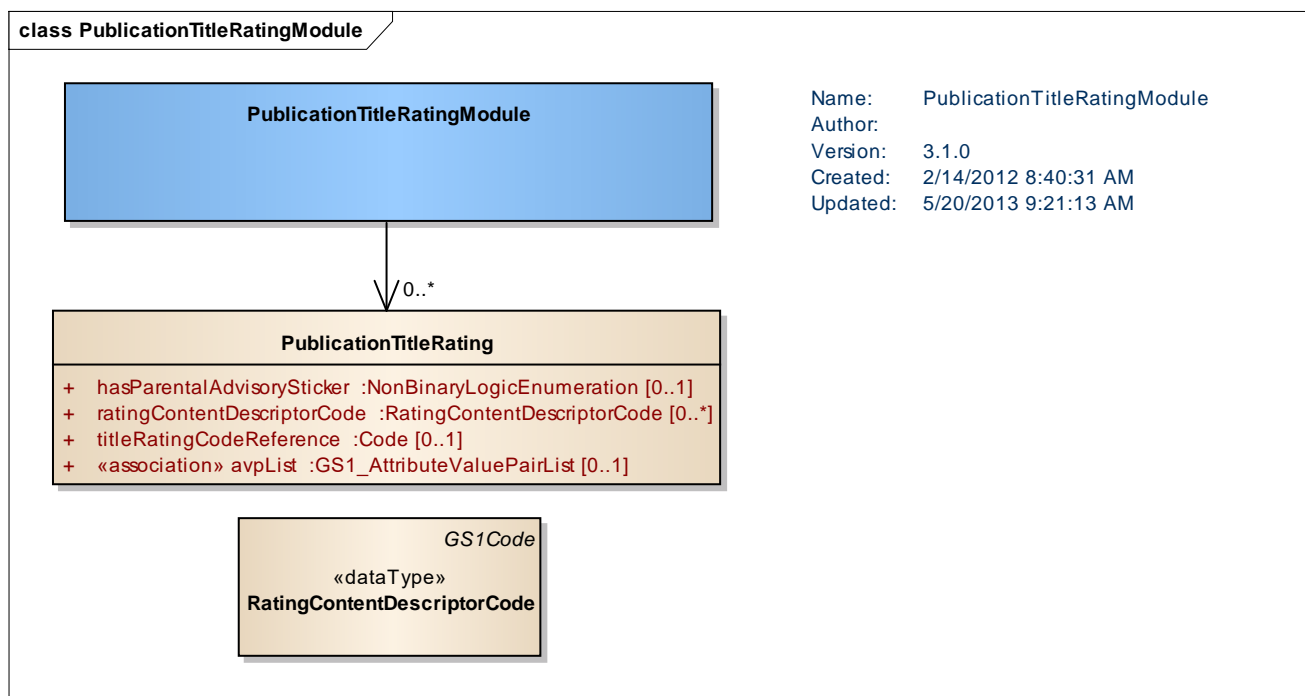 class PublicationTitleRatingModule
PublicationTitleRatingModule
Name: PublicationTitleRatingModule
Author:
Version: 3.1.0
Created: 2/14/2012 8:40:31 AM
Updated: 5/20/2013 9:21:13 AM
0..*
PublicationTitleRating
+ hasParentalAdvisorySticker :NonBinaryLogicEnumeration [0..1]
+ ratingContentDescriptorCode :RatingContentDescriptorCode [0..*]
+ titleRatingCodeReference :Code [0..1]
+ «association» avpList :GS1_AttributeValuePairList [0..1]
GS1Code
«dataType»
RatingContentDescriptorCode